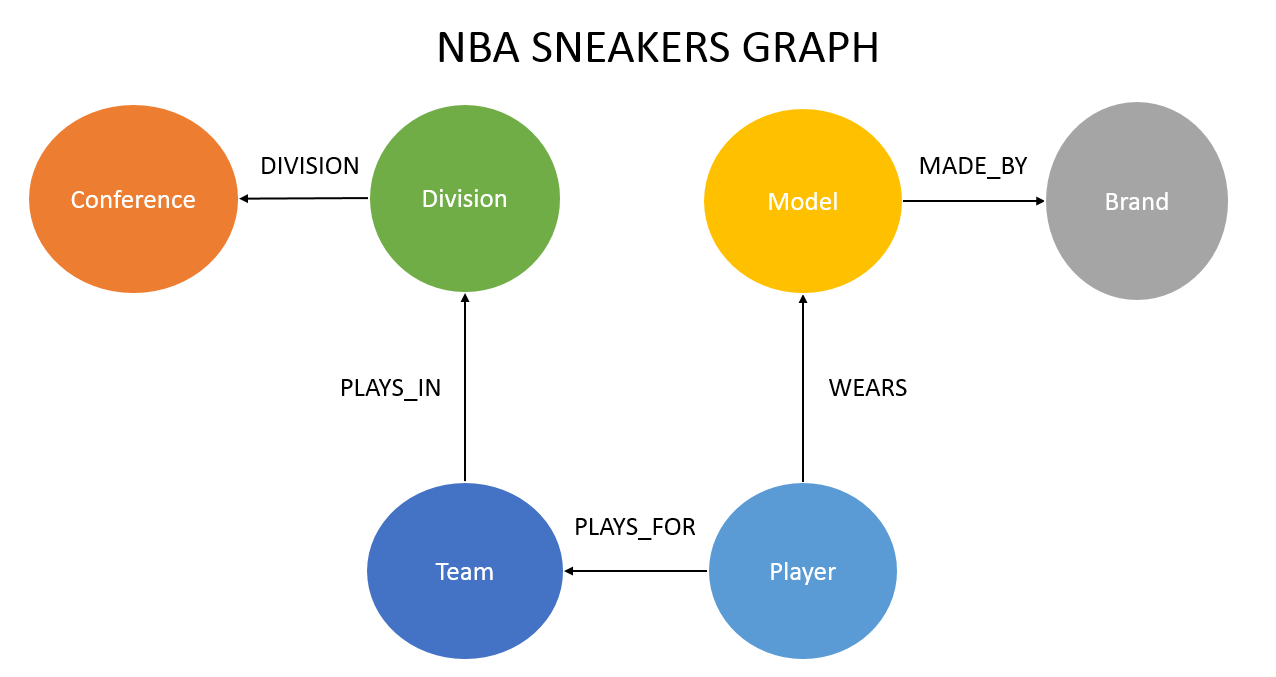 NBA SNEAKERS GRAPH
DIVISION
MADE_BY
Conference
Division
Model
Brand
PLAYS_IN
WEARS
PLAYS_FOR
Team
Player